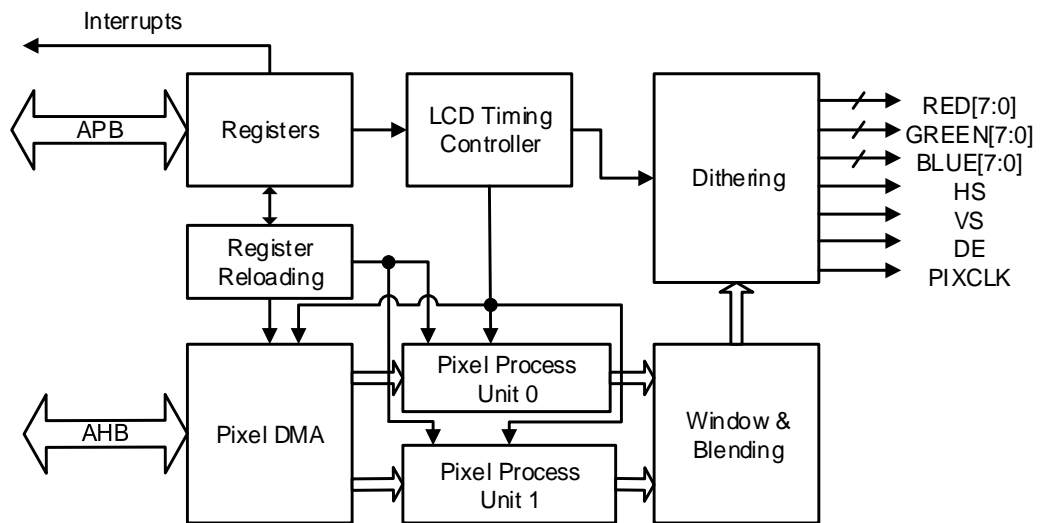 Interrupts
APB
Registers
LCD Timing
Controller
Dithering
RED[7:0]
GREEN[7:0]
BLUE[7:0]
HS
VS
DE
PIXCLK
Register
Reloading
AHB
Pixel DMA
Pixel Process
Unit 0
Pixel Process
Unit 1
Window &
Blending